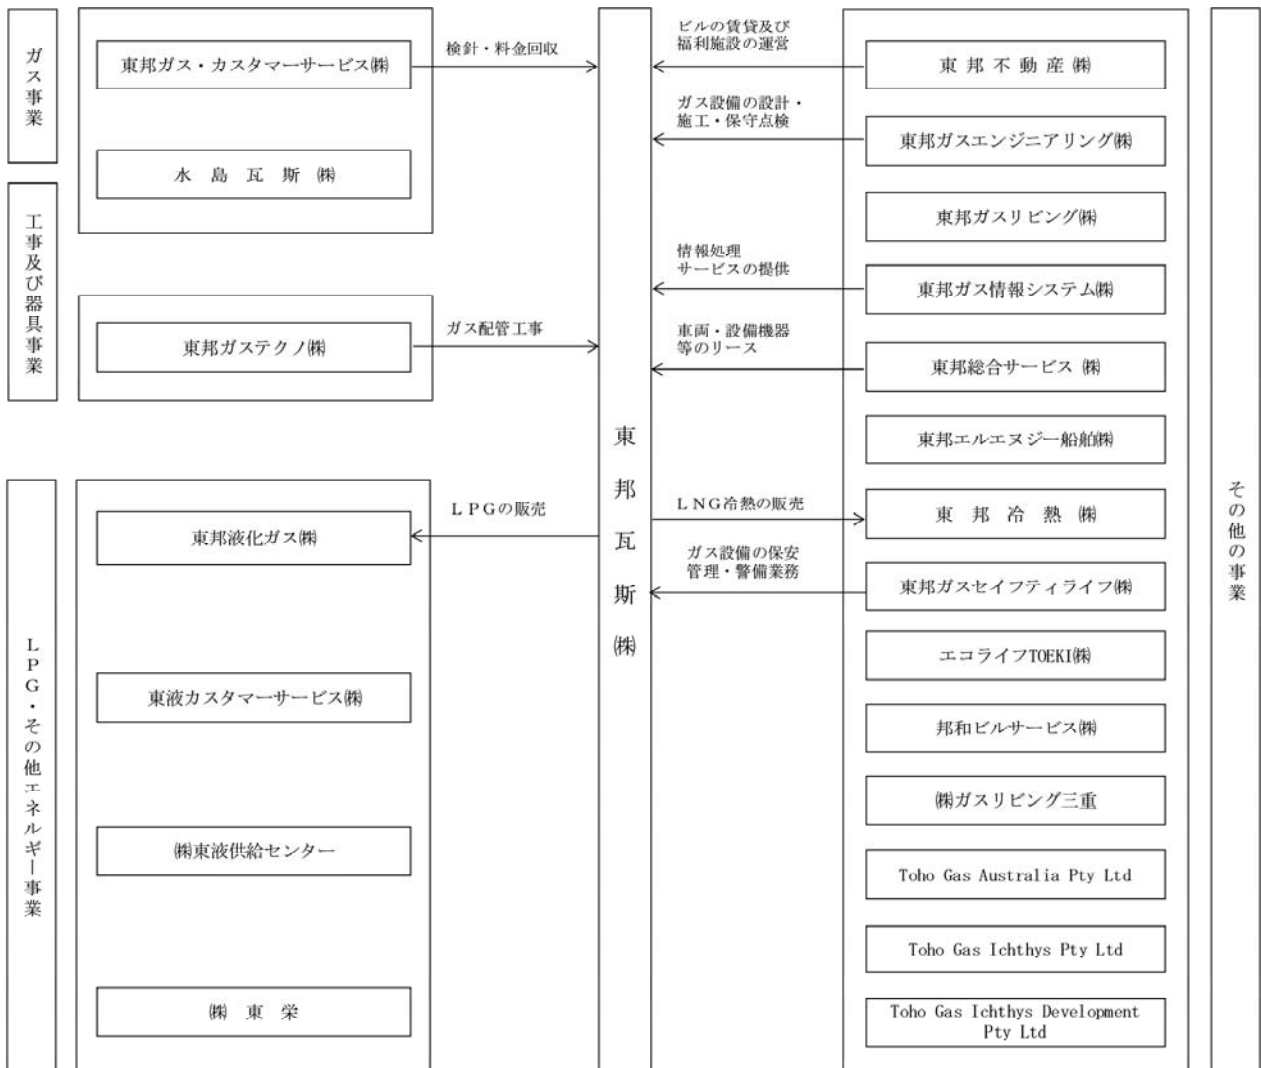 ガス事業
東邦ガス・カスタマーサービス㈱
水島瓦斯㈱
検針・料金回収
工事及び器具事業
東邦ガステクノ㈱
ガス配管工事
LPG・その他エネルギー事業
東邦液化ガス㈱
LPGの販売
東液カスタマーサービス㈱
㈱東液供給センター
㈱東栄
東邦瓦斯㈱
ビルの賃貸及び
福利施設の運営
東邦不動産㈱
ガス設備の設計・
施工・保守点検
東邦ガスエンジニアリング㈱
東邦ガスリビング㈱
情報処理
サービスの提供
東邦ガス情報システム㈱
車両・設備機器
等のリース
東邦総合サービス ㈱
東邦エルエヌジー船舶㈱
LNG冷熱の販売
東邦冷熱㈱
ガス設備の保安
管理・警備業務
東邦ガスセイフティライフ㈱
エコライフTOEKI㈱
邦和ビルサービス㈱
㈱ガスリビング三重
Toho Gas Australia Pty Ltd
Toho Gas Ichthys Pty Ltd
Toho Gas Ichthys Development
Pty Ltd
その他の事業